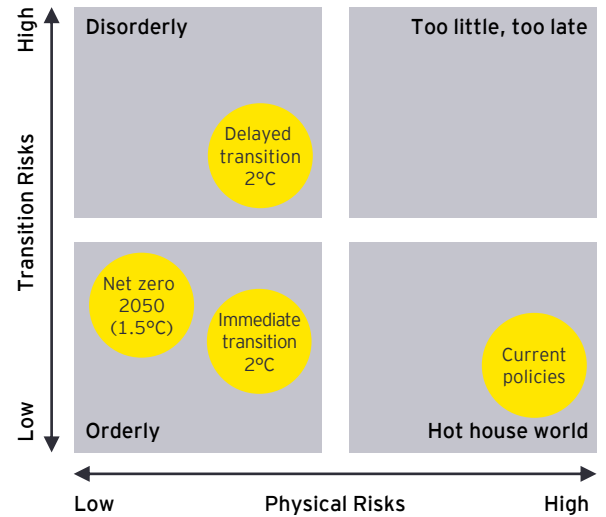 High
Transition Risks
Low
Disorderly
Too little, too late
Delayed
transition
2°C
Net zero
2050
(1.5°C)
Immediate
transition
2°C
Current
policies
Orderly
Hot house world
Low
Physical Risks
High